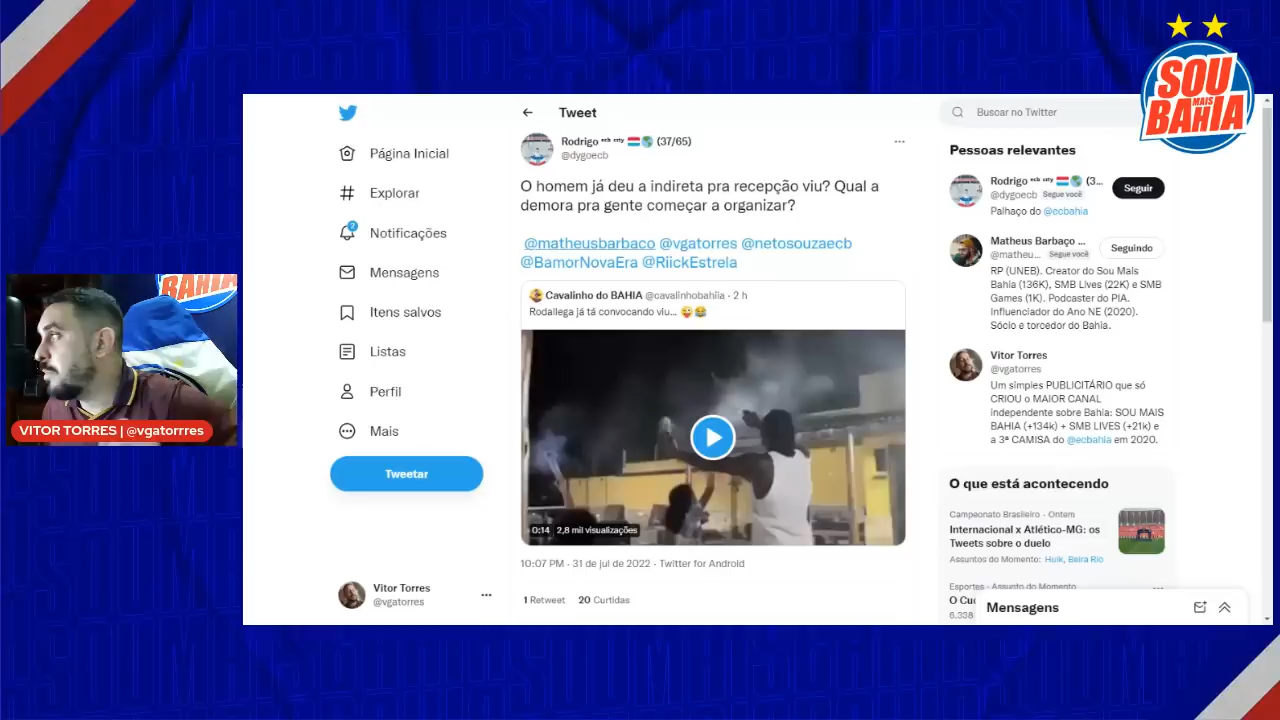 SOU
MAIS
BAHIA
Tweet
Buscar no Twitter
Página Inicial
Explorar
2
Notificações
Mensagens
Itens salvos
Listas
Perfil
Mais
Tweetar
Vitor Torres
@vgatorres
Rodrigo (37/65)
@dygoecb
O homem já deu a indireta pra recepção viu? Qual a
demora pra gente começar a organizar?
@matheusbarbaco @vgatorres @netosouzaecb
@BamorNovaEra @RiickEstrela
Cavalinho do BAHIA @cavalinhobahiia · 2 h
Rodallega já tá convocando viu... 😜😂
0:14 2,8 mil visualizações
10:07 PM · 31 de jul de 2022 · Twitter for Android
1 Retweet 20 Curtidas
Pessoas relevantes
Rodrigo (3...
@dygoecb Segue você
Seguir
Palhaço do @ecbahia
Matheus Barbaço ...
@matheu... Segue você
Seguindo
RP (UNEB). Creator do Sou Mais
Bahia (136K), SMB Lives (22K) e SMB
Games (1K). Podcaster do PIA.
Influenciador do Ano NE (2020).
Sócio e torcedor do Bahia.
Vitor Torres
@vgatorres
Um simples PUBLICITÁRIO que só
CRIOU o MAIOR CANAL
independente sobre Bahia: SOU MAIS
BAHIA (+134k) + SMB LIVES (+21k) e
a 3ª CAMISA do @ecbahia em 2020.
O que está acontecendo
Campeonato Brasileiro · Ontem
Internacional x Atlético-MG: os
Tweets sobre o duelo
Assuntos do Momento: Hulk, Beira Rio
Esportes · Assunto do Momento
6.338
Mensagens
BAHIA
VITOR TORRES | @vgatorrres